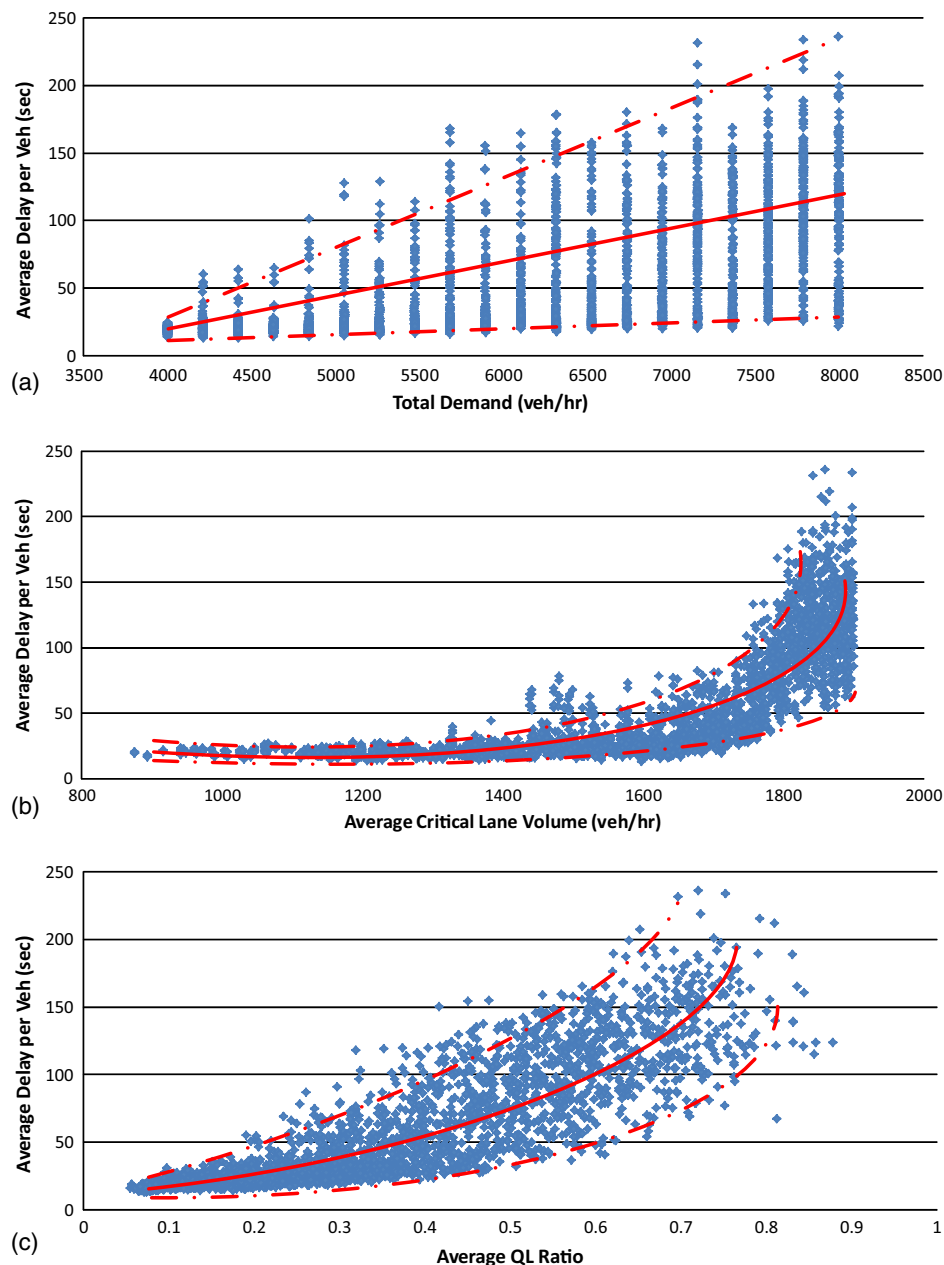 250
200
150
100
50
0
Average Delay per Veh (sec)
3500 4000 4500 5000 5500 6000 6500 7000 7500 8000 8500
(a)
Total Demand (veh/hr)
250
200
150
100
50
0
Average Delay per Veh (sec)
800 1000 1200 1400 1600 1800 2000
(b)
Average Critical Lane Volume (veh/hr)
250
200
150
100
50
0
Average Delay per Veh (sec)
0 0.1 0.2 0.3 0.4 0.5 0.6 0.7 0.8 0.9 1
(c)
Average QL Ratio